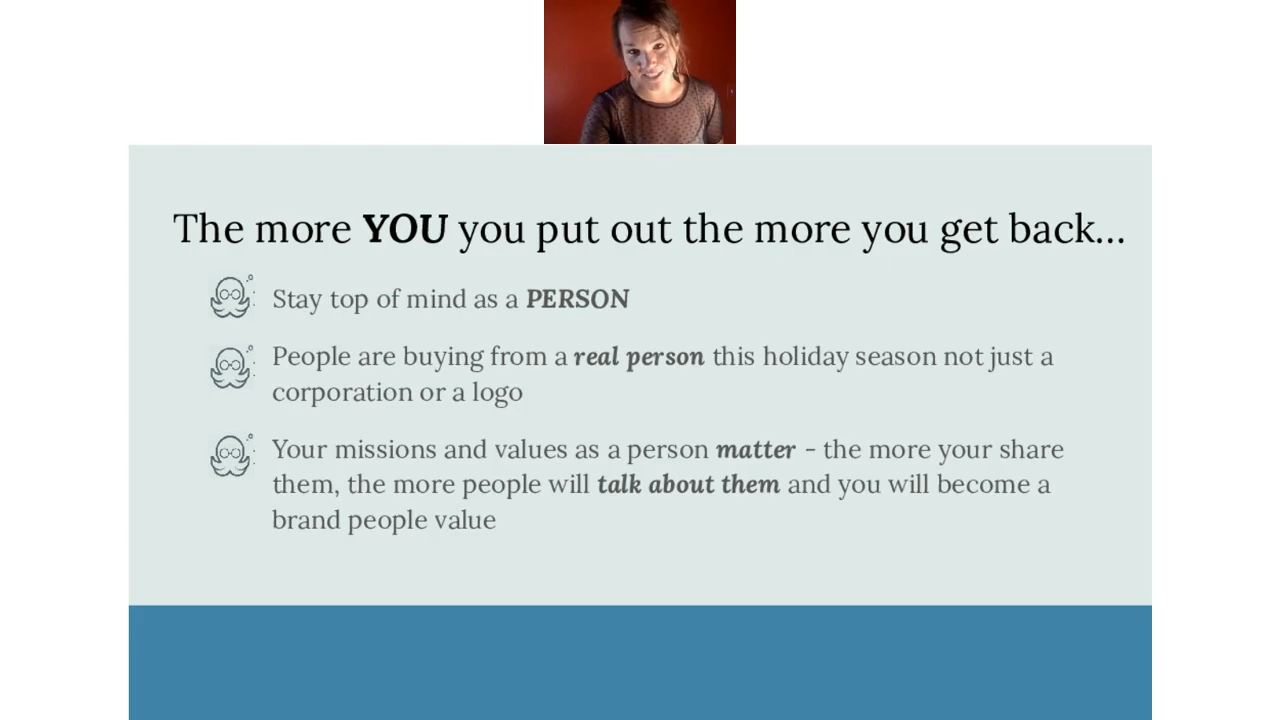 The more YOU you put out the more you get back...
Stay top of mind as a PERSON
People are buying from a real person this holiday season not just a
corporation or a logo
Your missions and values as a person matter - the more your share
them, the more people will talk about them and you will become a
brand people value